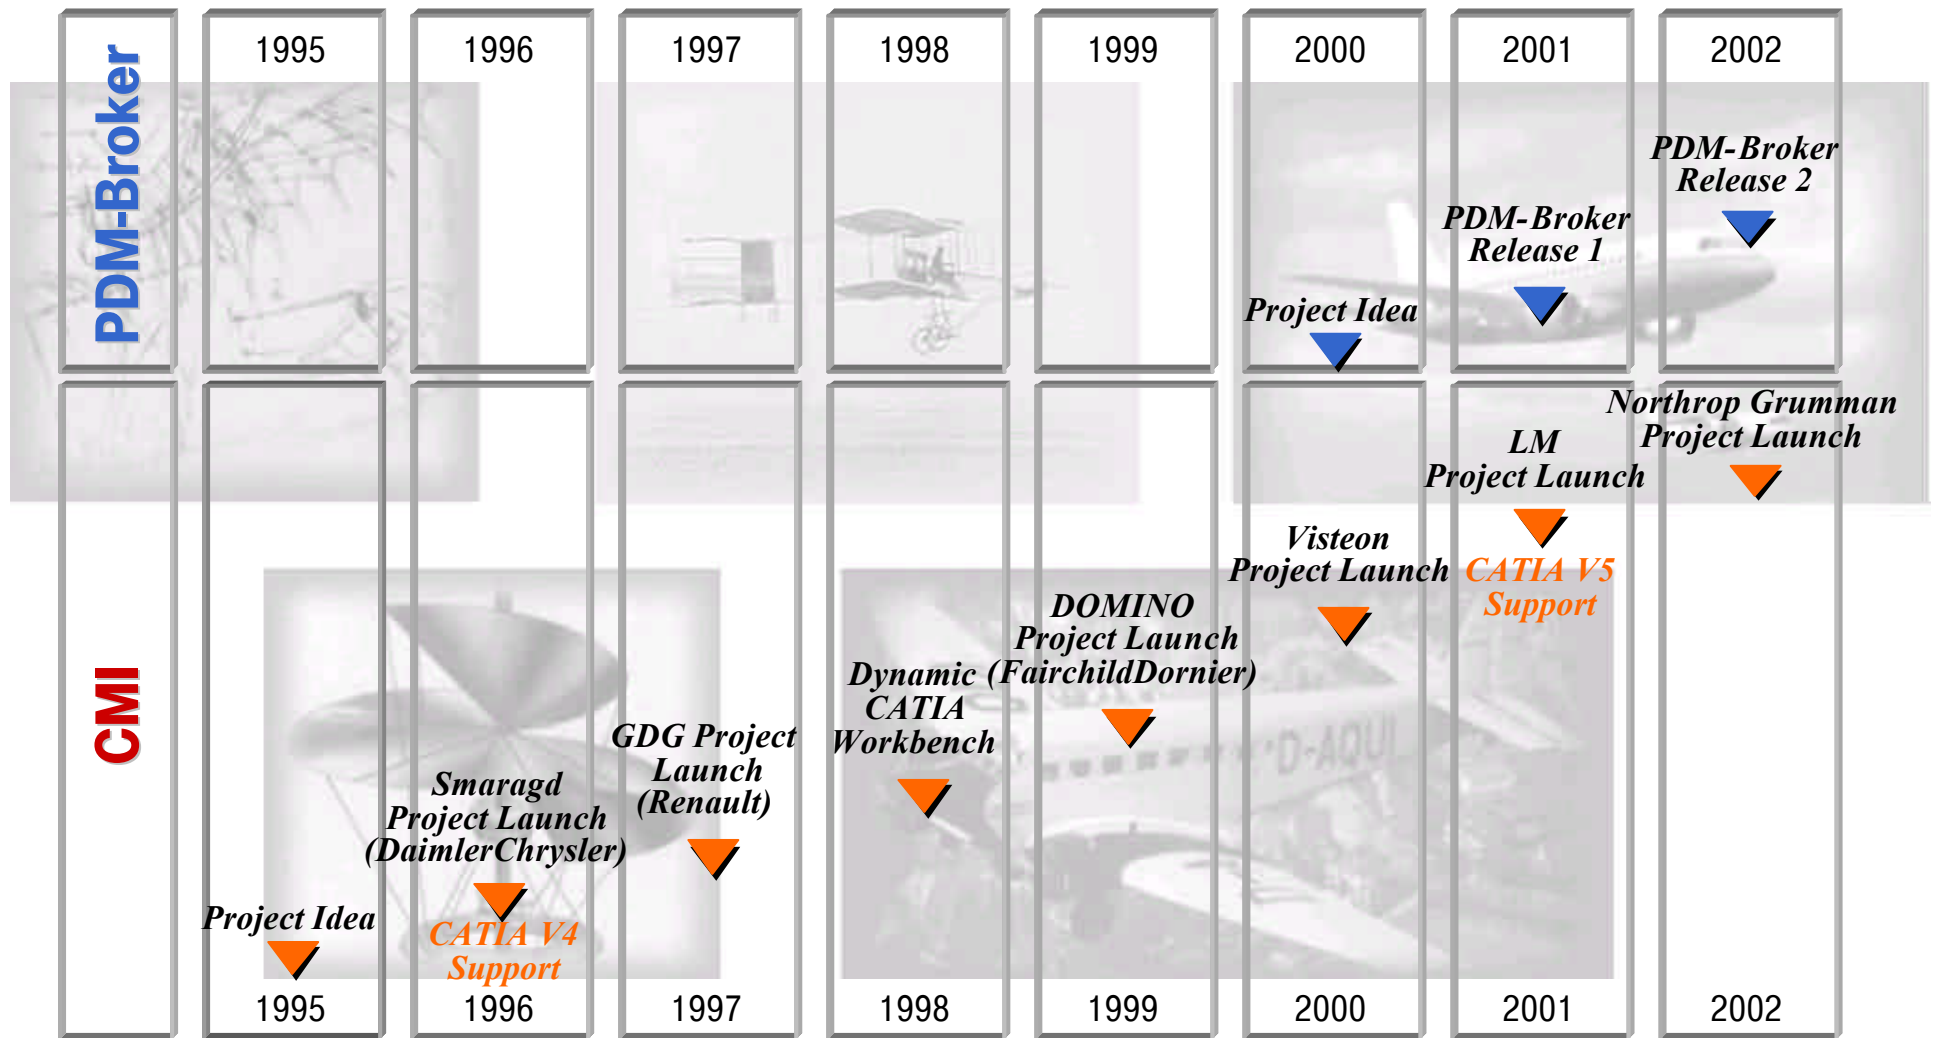 PDM-Broker
1995
1996
1997
1998
1999
2000
2001
2002
Project Idea
PDM-Broker
Release 1
PDM-Broker
Release 2
CMI
Project Idea
Smaragd
Project Launch
(DaimlerChrysler)
CATIA V4
Support
GDG Project
Launch
(Renault)
Dynamic
CATIA
Workbench
DOMINO
Project Launch
(FairchildDornier)
Visteon
Project Launch
LM
Project Launch
CATIA V5
Support
Northrop Grumman
Project Launch
D-AQUI
1995
1996
1997
1998
1999
2000
2001
2002